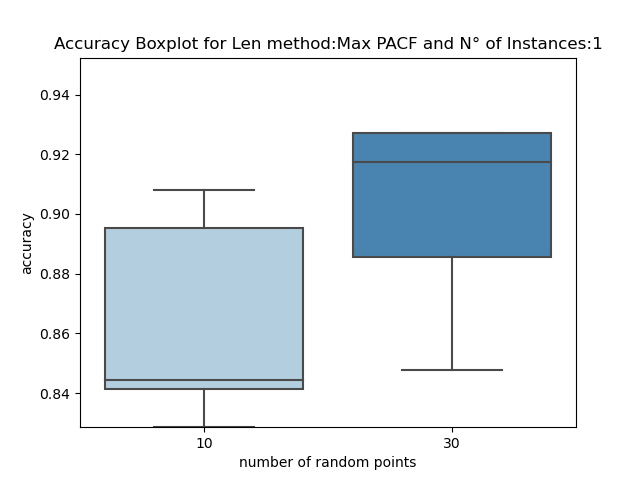 Accuracy Boxplot for Len method:Max PACF and N° of Instances:1
0.94
0.92
0.90
0.88
0.86
0.84
accuracy
10 30
number of random points